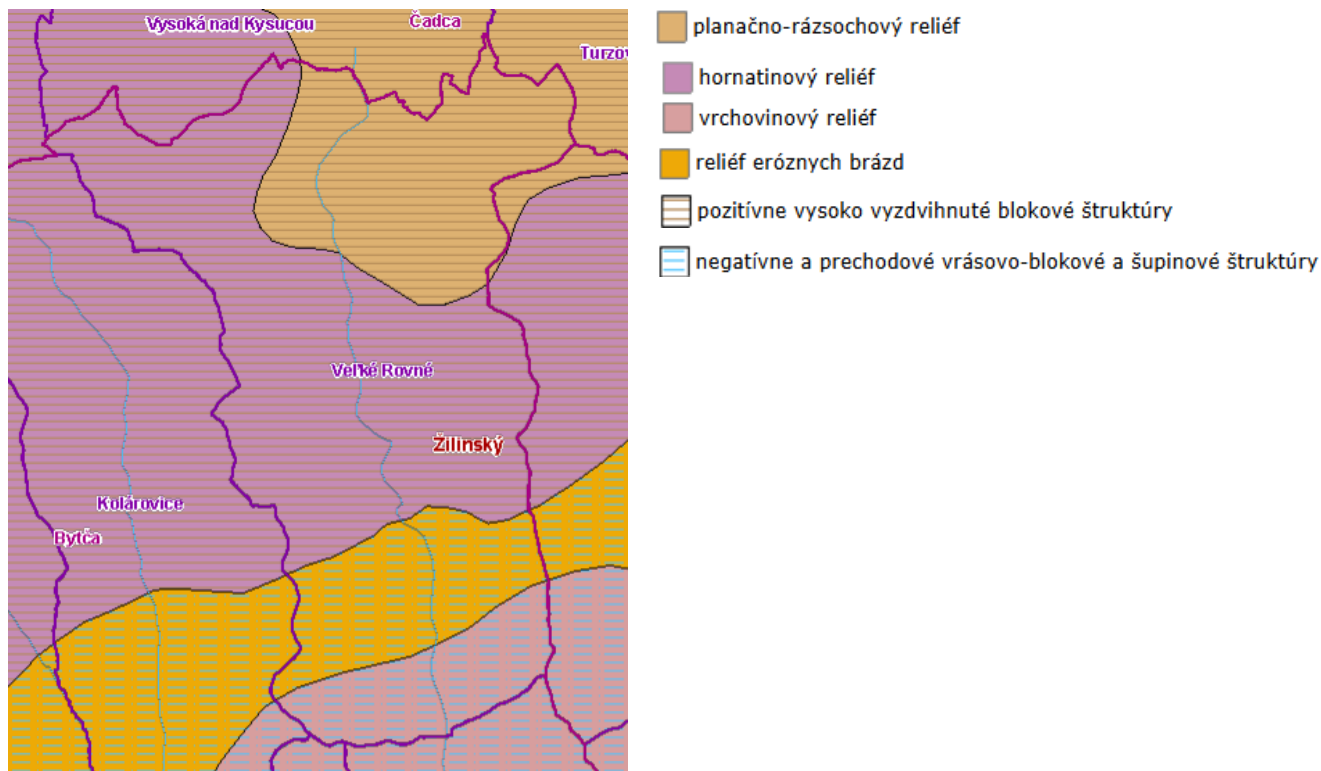 Vysoká nad Kysucou
Čadca
Turzov
Veľké Rovné
Žilinský
Kolárovice
Bytča
planačno-rázsochový reliéf
hornatinový reliéf
vrchovinový reliéf
reliéf eróznych brázd
pozitívne vysoko vyzdvihnuté blokové štruktúry
negatívne a prechodové vrásovo-blokové a šupinové štruktúry